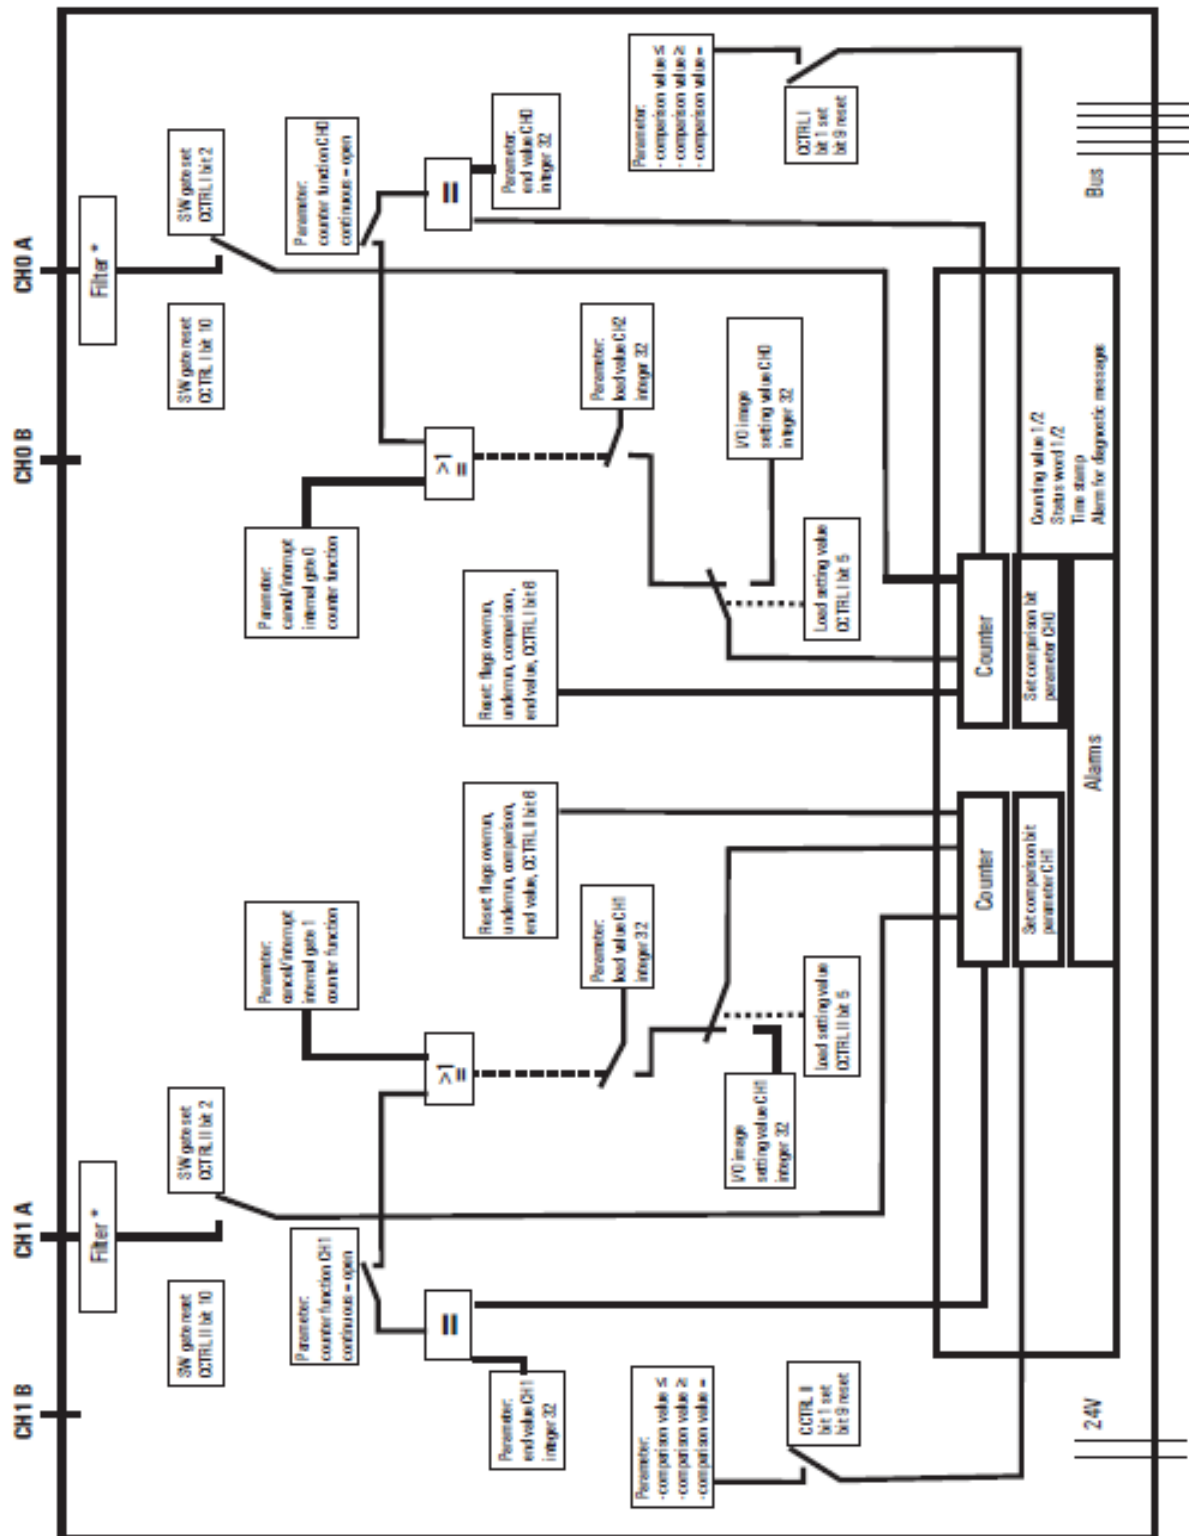 CH1 B
CH1 A
CH0 B
CH0 A
Filter *
Filter *
SW gate reset
CCTRL II bit 10
SW gate set
CCTRL II bit 2
SW gate reset
CCTRL I bit 10
SW gate set
CCTRL I bit 2
Parameter:
counter function CH1
continuous = open
Parameter:
cancel/interrupt
internal gate 1
counter function
Parameter:
cancel/interrupt
internal gate 0
counter function
Parameter:
counter function CH0
continuous = open
=
>1
=
>1
=
=
Parameter:
end value CH1
integer 32
Reset; flags overrun,
underrun, comparison,
end value, CCTRL II bit 6
Reset; flags overrun,
underrun, comparison,
end value, CCTRL I bit 6
Parameter:
end value CH0
integer 32
Parameter:
- comparison value ≤
- comparison value ≥
- comparison value =
Parameter:
load value CH1
integer 32
Parameter:
load value CH2
integer 32
Parameter:
- comparison value ≤
- comparison value ≥
- comparison value =
I/O image
setting value CH1
integer 32
I/O image
setting value CH0
integer 32
CCTRL II
bit 1 set
bit 9 reset
Load setting value
CCTRL II bit 5
Load setting value
CCTRL I bit 5
CCTRL I
bit 1 set
bit 9 reset
Counter
Counter
Set comparison bit
parameter CH1
Set comparison bit
parameter CH0
Counting value 1/2
Status word 1/2
Time stamp
Alarm for diagnostic messages
Alarms
24V
Bus